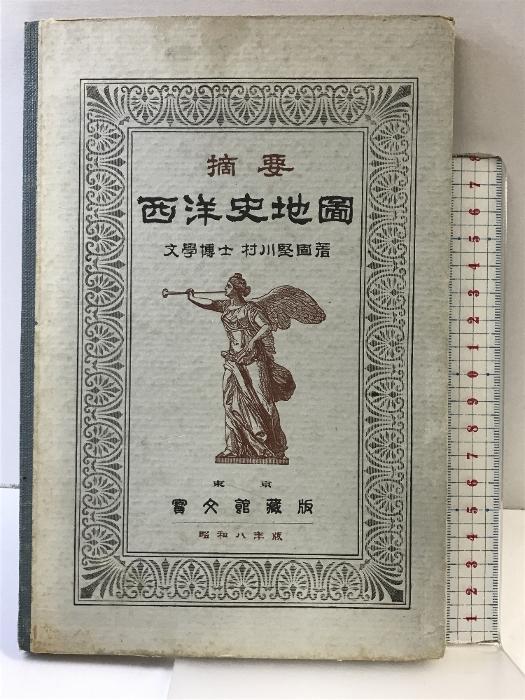 摘要
西洋史地圖
文學博士 村川堅固著
東京
寳文館藏版
昭和八年版